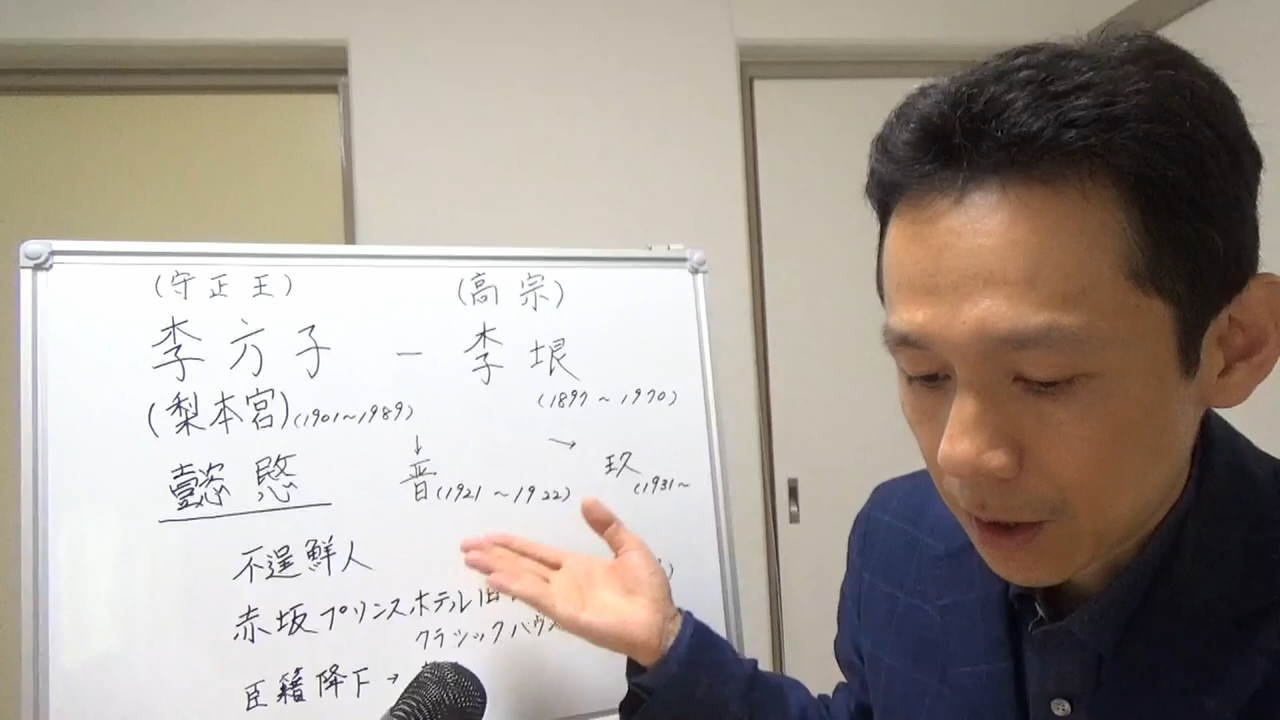 (守正王) (高宗)
李方子 ー 李垠
(梨本宮)(1901~1989) (1897~1970)
↓ →
懿愍 晋(1921~1922) 玖(1931~
不逞鮮人
赤坂プリンスホテル旧
クラシックハウス
臣籍降下→